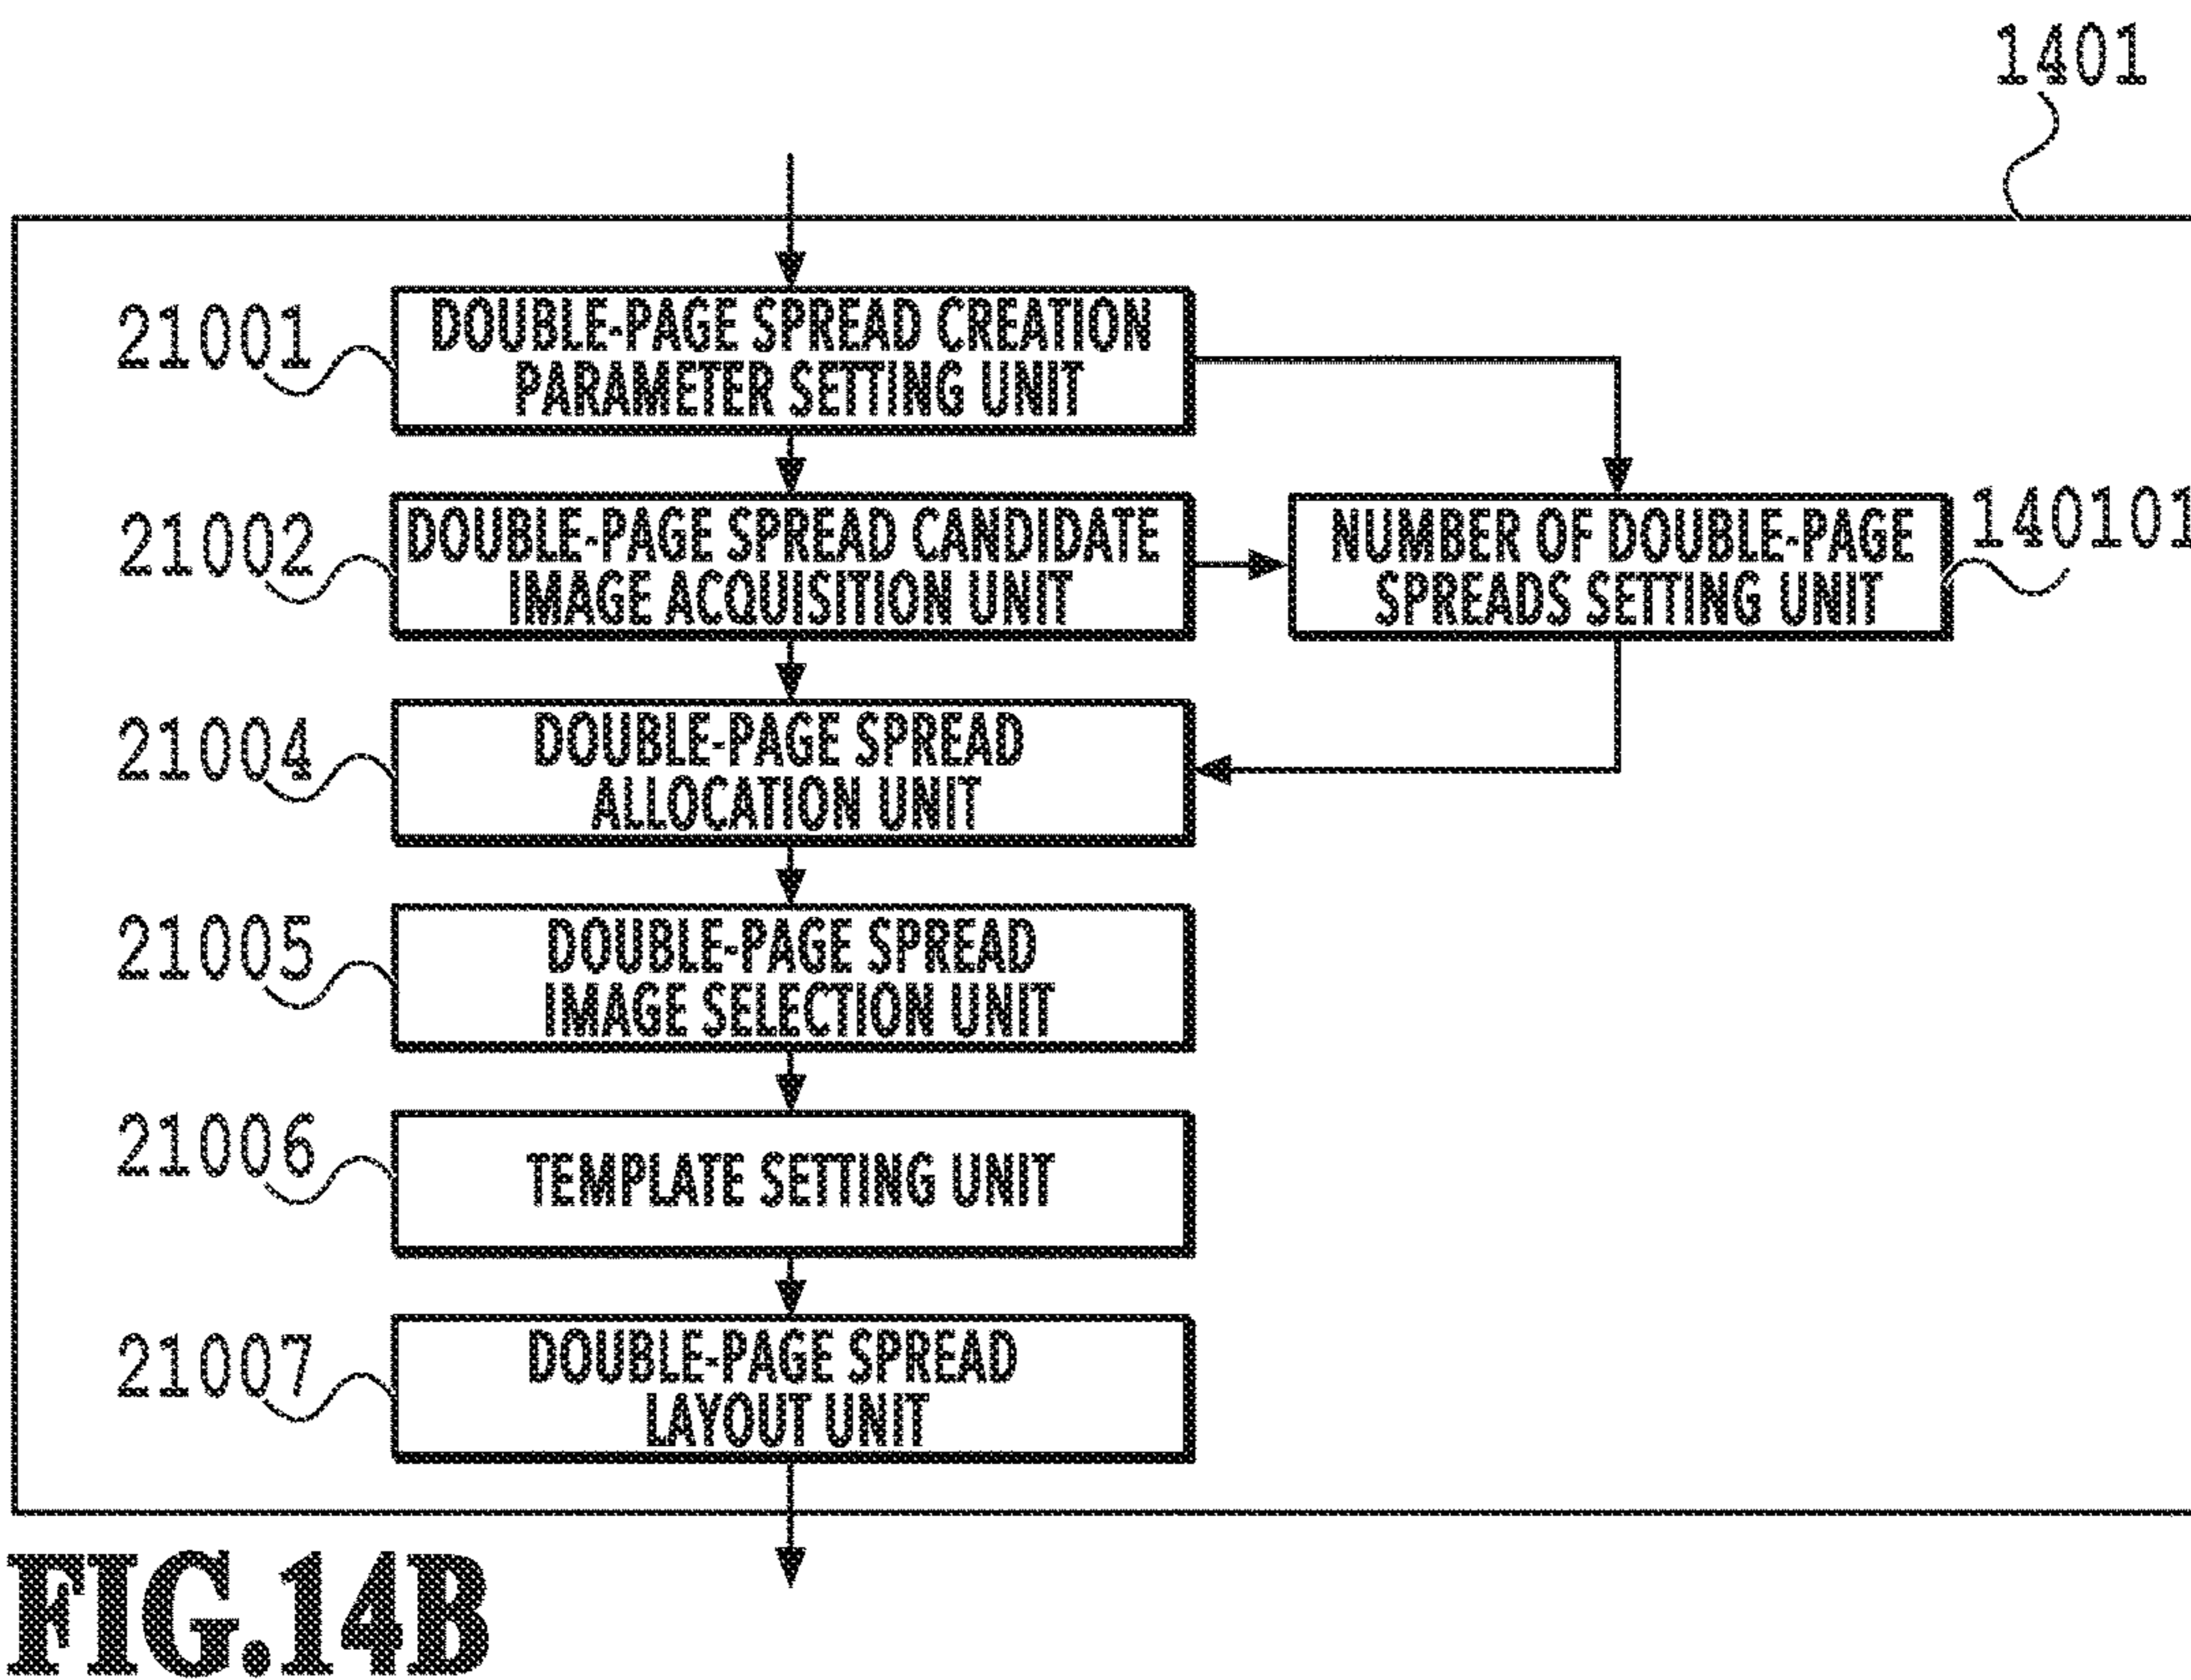 1401
21001
DOUBLE-PAGE SPREAD CREATION
PARAMETER SETTING UNIT
21002
DOUBLE-PAGE SPREAD CANDIDATE
IMAGE ACQUISITION UNIT
NUMBER OF DOUBLE-PAGE
SPREADS SETTING UNIT
140101
21004
DOUBLE-PAGE SPREAD
ALLOCATION UNIT
21005
DOUBLE-PAGE SPREAD
IMAGE SELECTION UNIT
21006
TEMPLATE SETTING UNIT
21007
DOUBLE-PAGE SPREAD
LAYOUT UNIT
FIG.14B